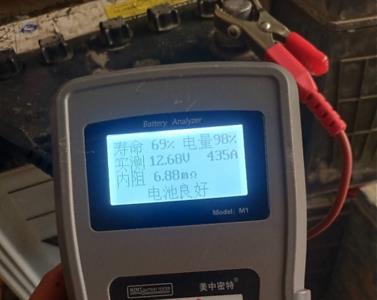 Battery Analyzer
寿命 69% 电量98%
实测 12.68V 435A
内阻 6.88mΩ
电池良好
Model: M1
美中密特